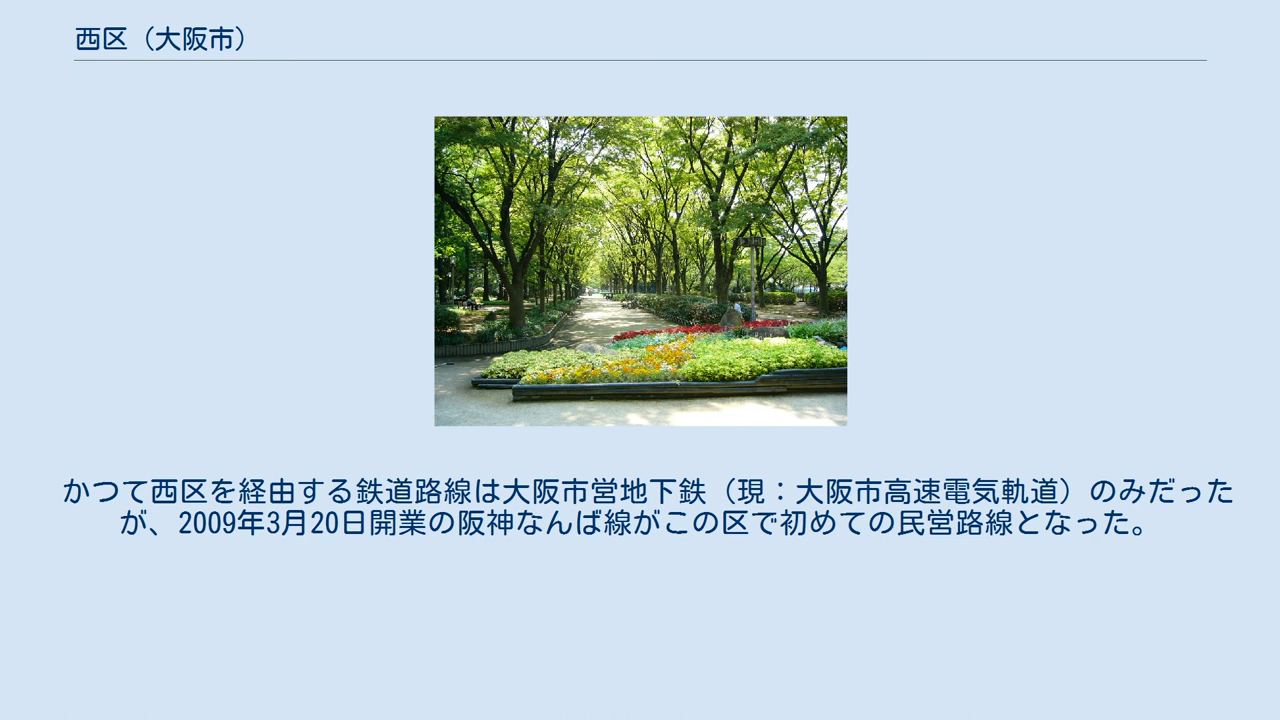 西区（大阪市）
かつて西区を経由する鉄道路線は大阪市営地下鉄（現：大阪市高速電気軌道）のみだった
が、2009年3月20日開業の阪神なんば線がこの区で初めての民営路線となった。